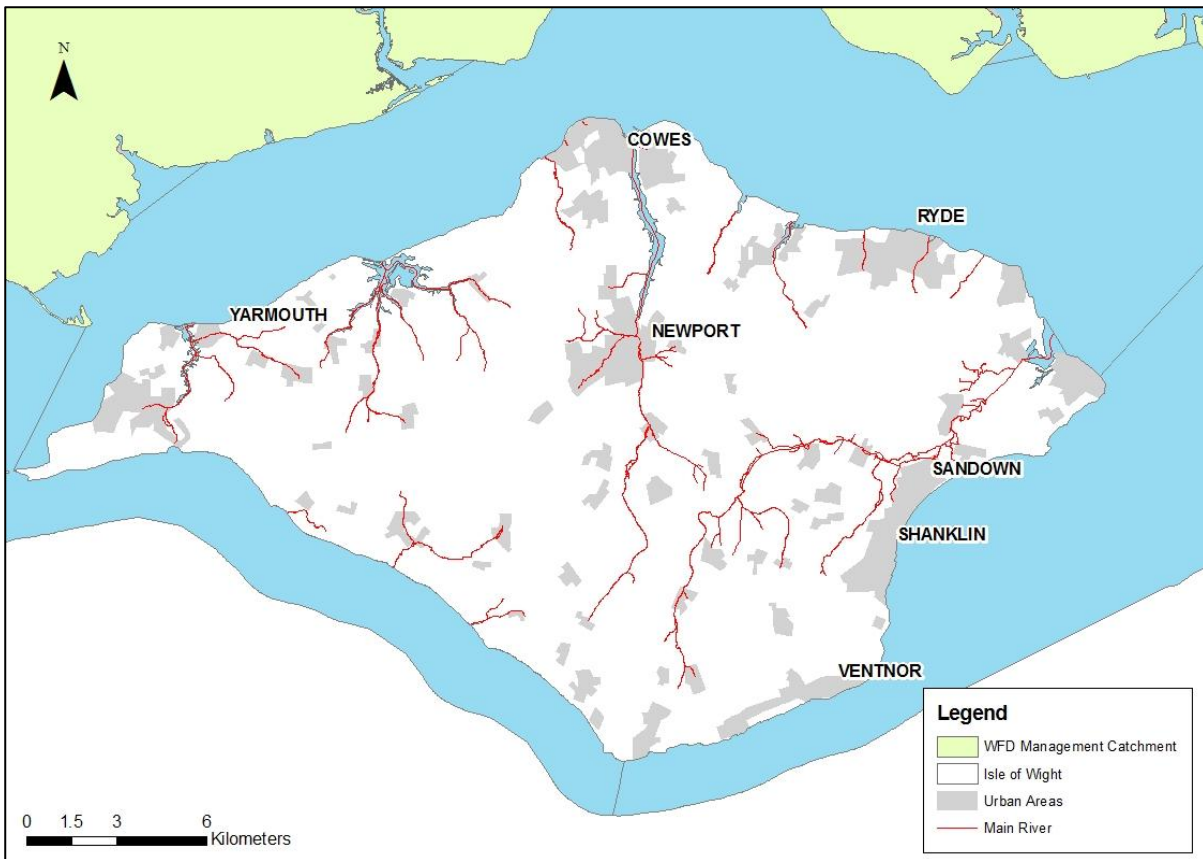 N
COWES
RYDE
YARMOUTH
NEWPORT
SANDOWN
SHANKLIN
VENTNOR
Legend
WFD Management Catchment
Isle of Wight
Urban Areas
Main River
0 1.5 3 6
Kilometers